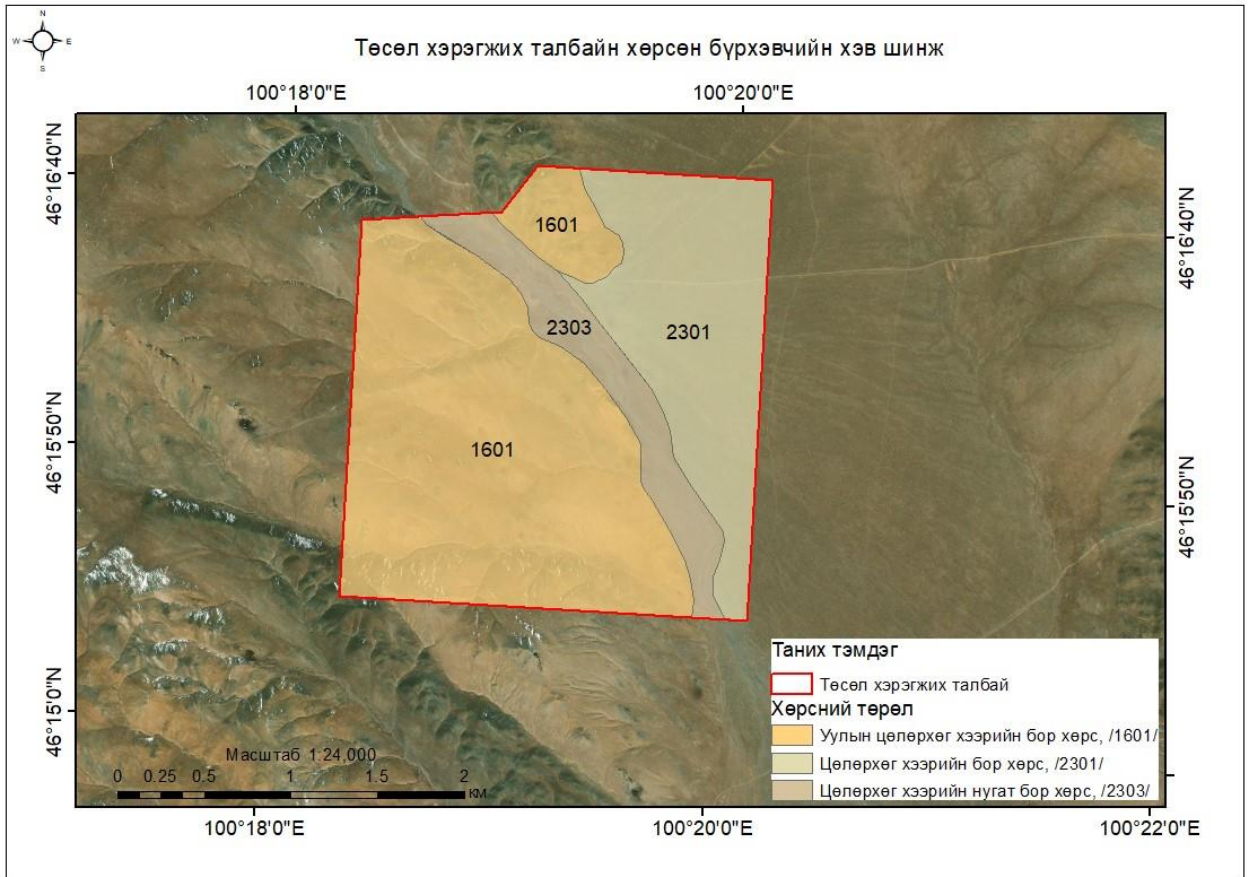 N
W E
S
Төсөл хэрэгжих талбайн хөрсөн бүрхэвчийн хэв шинж
100°18'0"E 100°20'0"E
46°16'40"N
46°16'40"N
1601
2303
2301
1601
46°15'50"N
46°15'50"N
46°15'0"N
Таних тэмдэг
Төсөл хэрэгжих талбай
Хөрсний төрөл
Уулын цөлөрхөг хээрийн бор хөрс, /1601/
Цөлөрхөг хээрийн бор хөрс, /2301/
Цөлөрхөг хээрийн нугат бор хөрс, /2303/
Масштаб 1:24,000
0 0.25 0.5 1 1.5 2
КМ
100°18'0"E 100°20'0"E 100°22'0"E